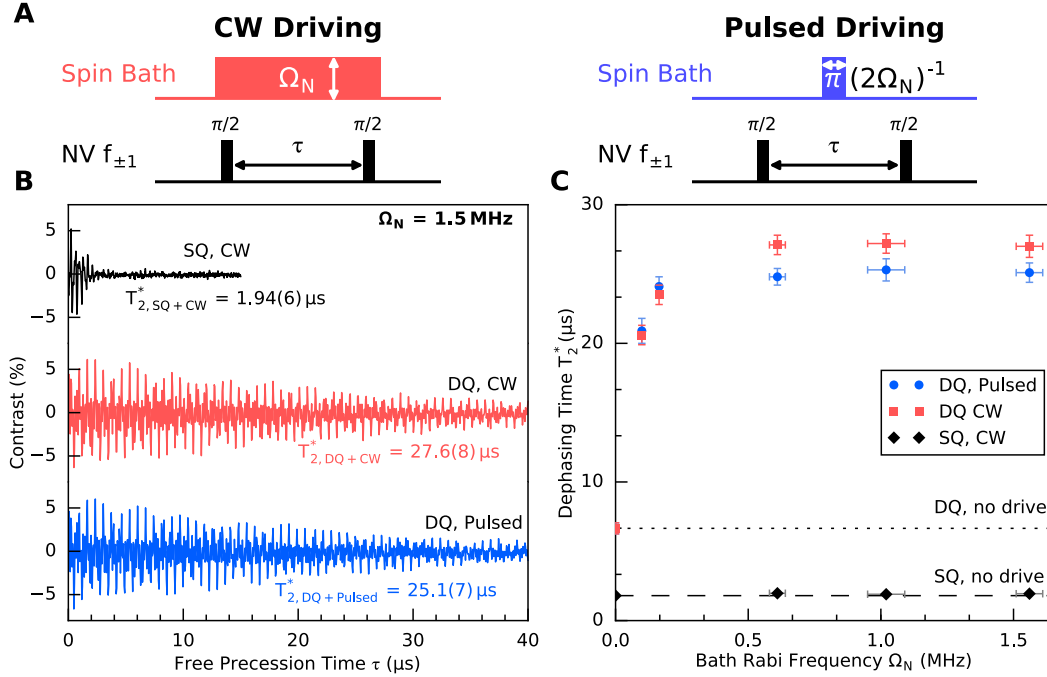 A
CW Driving
Pulsed Driving
Spin Bath
Ω_N
Spin Bath
π
(2Ω_N)⁻¹
π/2
π/2
NV f_±1
τ
π/2
π/2
NV f_±1
τ
B
Ω_N = 1.5 MHz
SQ, CW
T*_2, SQ + CW = 1.94(6) μs
DQ, CW
T*_2, DQ + CW = 27.6(8) μs
DQ, Pulsed
T*_2, DQ + Pulsed = 25.1(7) μs
Contrast (%)
5
0
−5
5
0
−5
5
0
−5
0
10
20
30
40
Free Precession Time τ (μs)
C
Dephasing Time T*_2 (μs)
30
20
10
0
DQ, Pulsed
DQ CW
SQ, CW
DQ, no drive
SQ, no drive
0.0
0.5
1.0
1.5
Bath Rabi Frequency Ω_N (MHz)